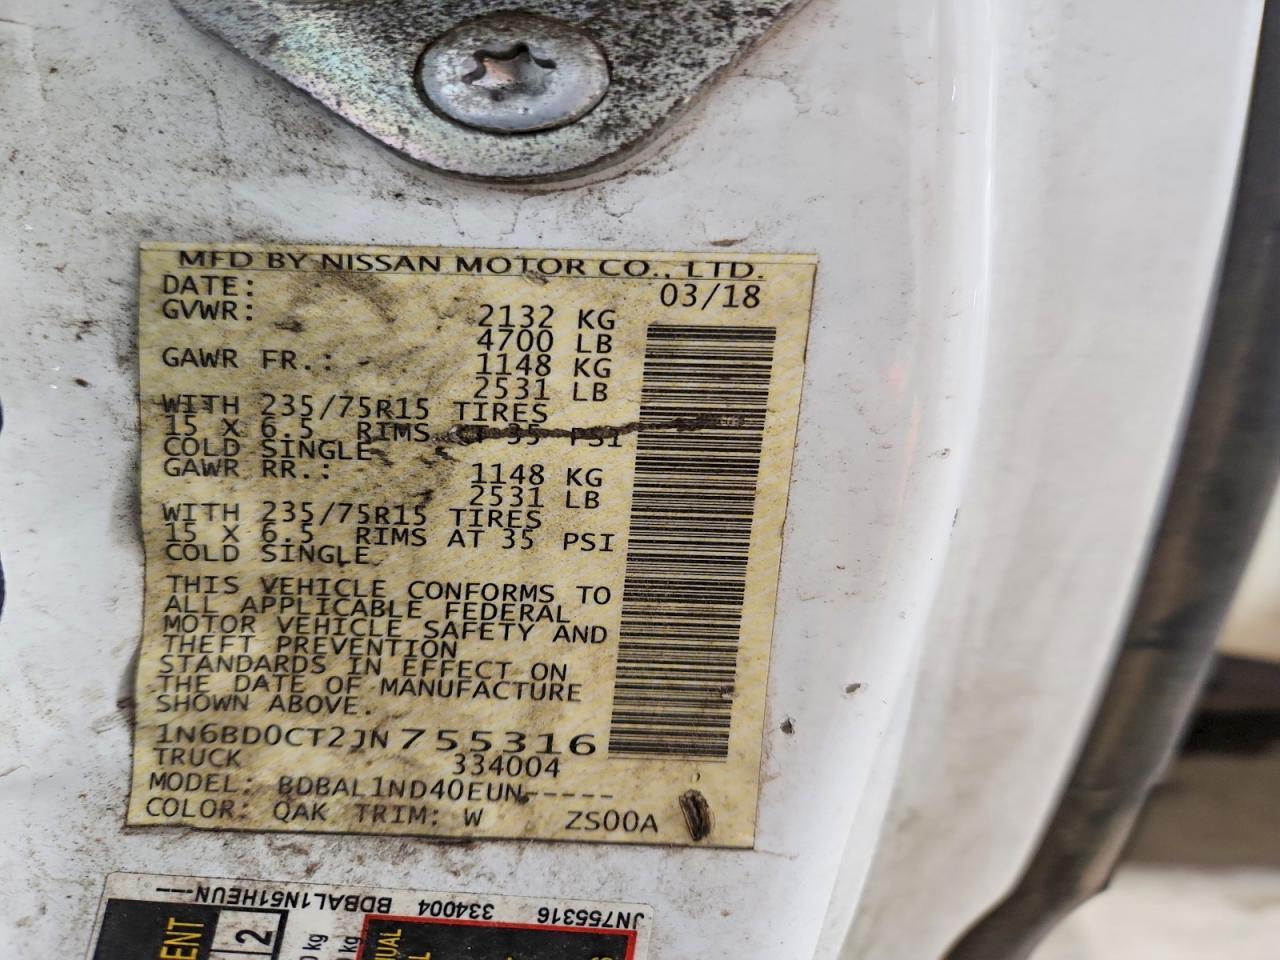 MFD BY NISSAN MOTOR CO., LTD.
DATE: 03/18
GVWR: 2132 KG
4700 LB
GAWR FR.: 1148 KG
2531 LB
WITH 235/75R15 TIRES
15 X 6.5 RIMS AT 35 PSI
COLD SINGLE
GAWR RR.: 1148 KG
2531 LB
WITH 235/75R15 TIRES
15 X 6.5 RIMS AT 35 PSI
COLD SINGLE
THIS VEHICLE CONFORMS TO
ALL APPLICABLE FEDERAL
MOTOR VEHICLE SAFETY AND
THEFT PREVENTION
STANDARDS IN EFFECT ON
THE DATE OF MANUFACTURE
SHOWN ABOVE.
1N6BD0CT2JN755316
TRUCK 334004
MODEL: BDBAL1ND40EUN-----
COLOR: QAK TRIM: W ZS00A
JN755316 334004 BDBAL1N51HEUN---
2